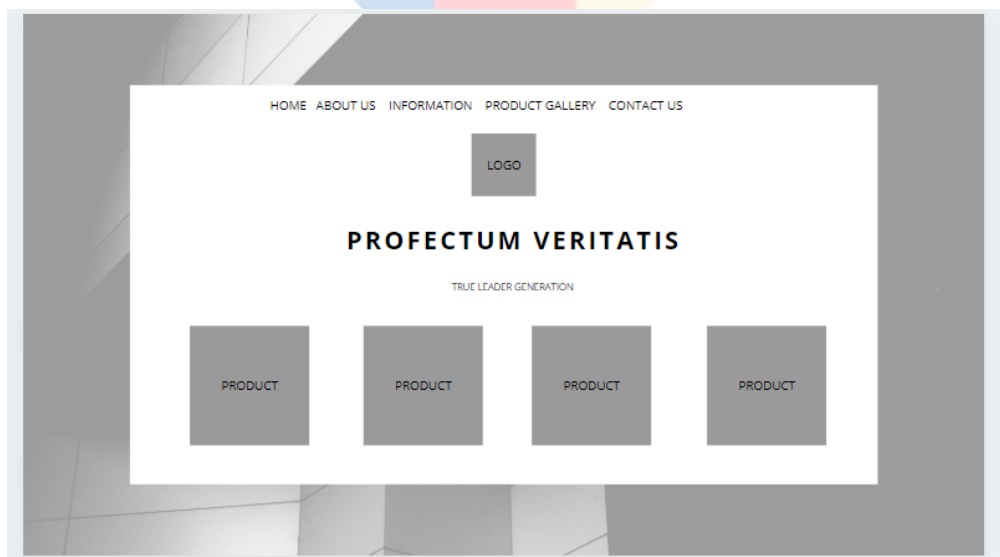 HOME ABOUT US INFORMATION PRODUCT GALLERY CONTACT US
LOGO
PROFECTUM VERITATIS
TRUE LEADER GENERATION
PRODUCT PRODUCT PRODUCT PRODUCT